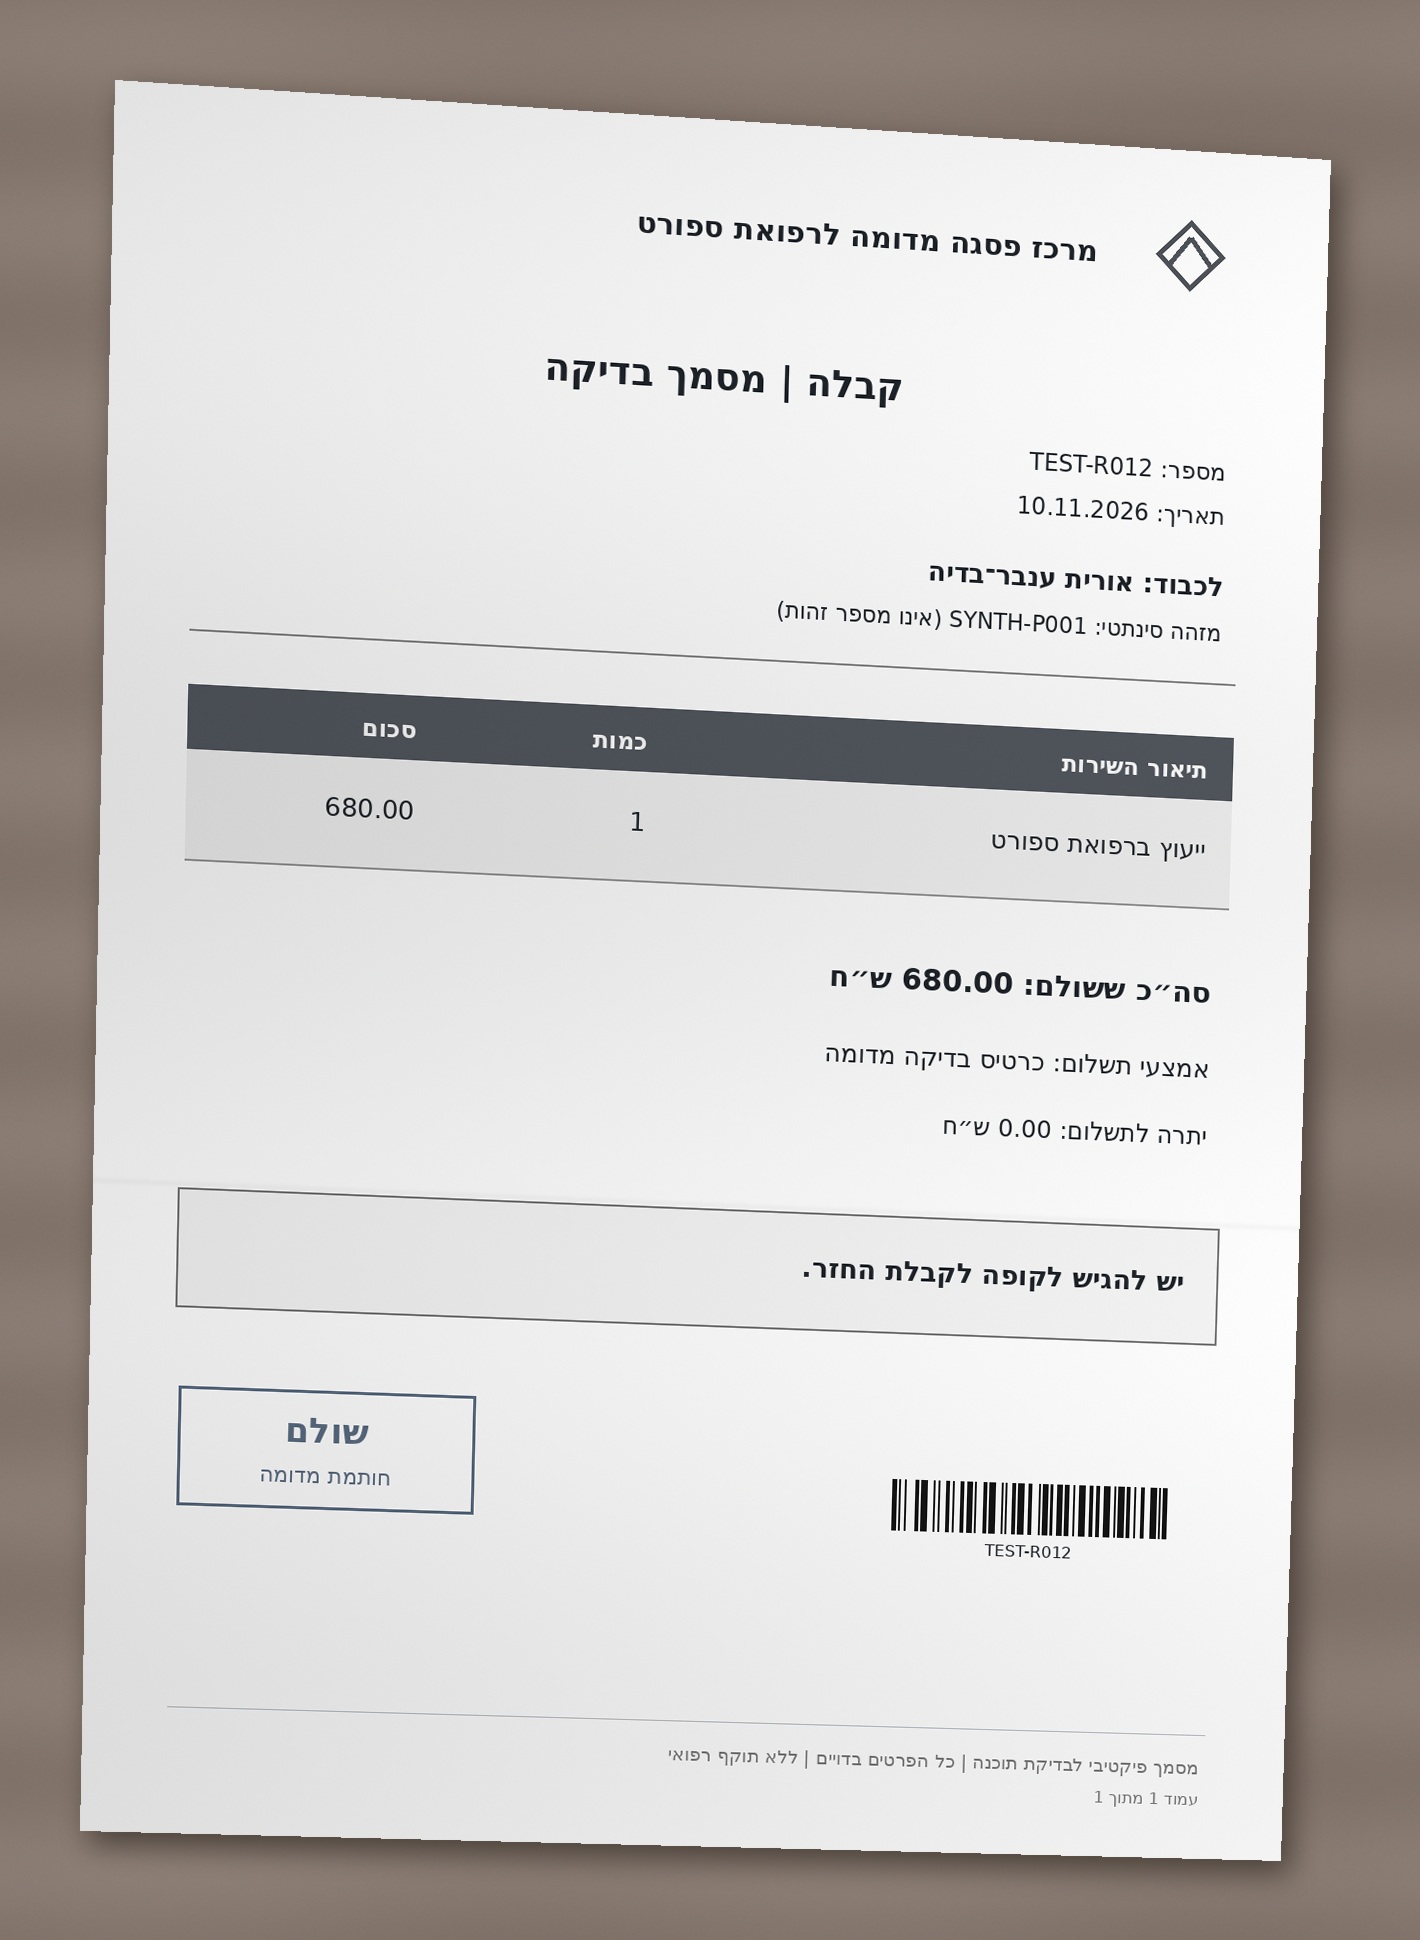 מרכז פסגה מדומה לרפואת ספורט
קבלה | מסמך בדיקה
מספר: TEST-R012
תאריך: 10.11.2026
לכבוד: אורית ענבר־בדיה
מזהה סינתטי: SYNTH-P001 (אינו מספר זהות)
תיאור השירות כמות סכום
ייעוץ ברפואת ספורט 1 680.00
סה״כ ששולם: 680.00 ש״ח
אמצעי תשלום: כרטיס בדיקה מדומה
יתרה לתשלום: 0.00 ש״ח
יש להגיש לקופה לקבלת החזר.
שולם
חותמת מדומה
TEST-R012
מסמך פיקטיבי לבדיקת תוכנה | כל הפרטים בדויים | ללא תוקף רפואי
עמוד 1 מתוך 1